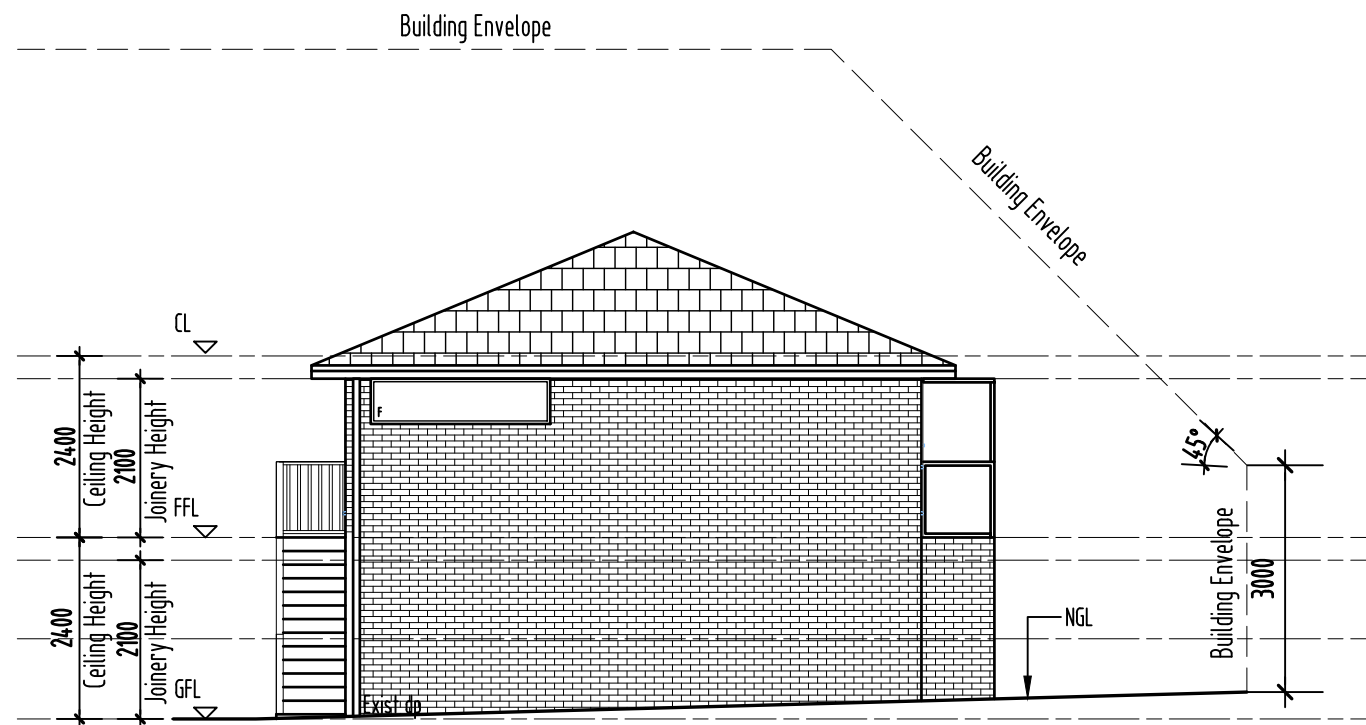 Building Envelope
Building Envelope
CL
2400
Ceiling Height
2100
Joinery Height
F
45°
FFL
Building Envelope
3000
2400
Ceiling Height
2100
Joinery Height
NGL
GFL
Exist dp